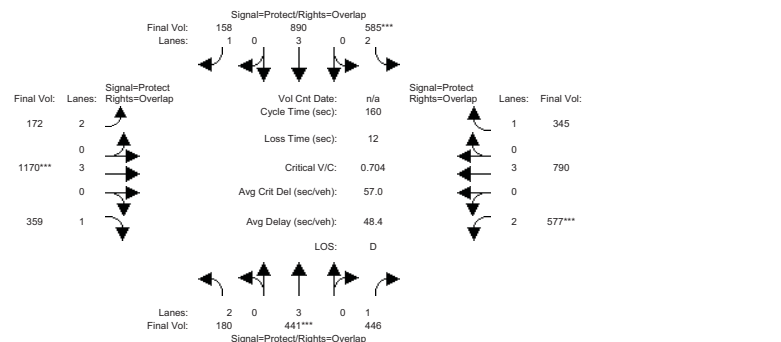 Signal=Protect/Rights=Overlap
Final Vol: 158 890 585***
Lanes: 1 0 3 0 2
Signal=Protect Signal=Protect
Final Vol: Lanes: Rights=Overlap Vol Cnt Date: n/a Rights=Overlap Lanes: Final Vol:
Cycle Time (sec): 160
172 2 1 345
Loss Time (sec): 12
0 0
1170*** 3 Critical V/C: 0.704 3 790
0 Avg Crit Del (sec/veh): 57.0 0
359 1 Avg Delay (sec/veh): 48.4 2 577***
LOS: D
Lanes: 2 0 3 0 1
Final Vol: 180 441*** 446
Signal=Protect/Rights=Overlap